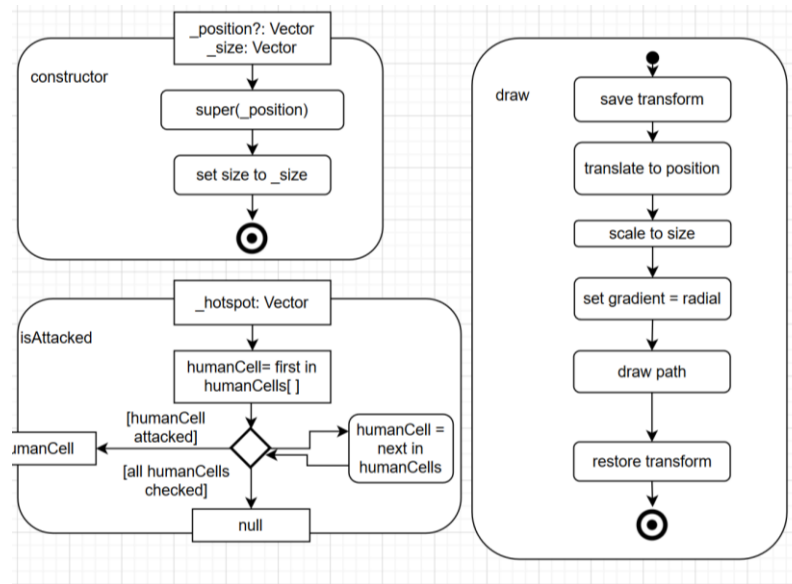 _position?: Vector
_size: Vector
constructor
super(_position)
set size to _size
_hotspot: Vector
isAttacked
humanCell= first in
humanCells[ ]
[humanCell
attacked]
umanCell
[all humanCells
checked]
humanCell =
next in
humanCells
null
draw
save transform
translate to position
scale to size
set gradient = radial
draw path
restore transform